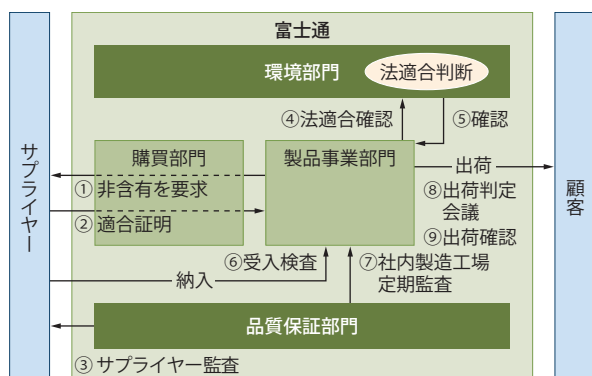 富士通
環境部門
法適合判断
④法適合確認
⑤確認
サプライヤー
購買部門
製品事業部門
出荷
顧客
①非含有を要求
⑧出荷判定
会議
②適合証明
⑨出荷確認
⑥受入検査
⑦社内製造工場
定期監査
納入
品質保証部門
③サプライヤー監査